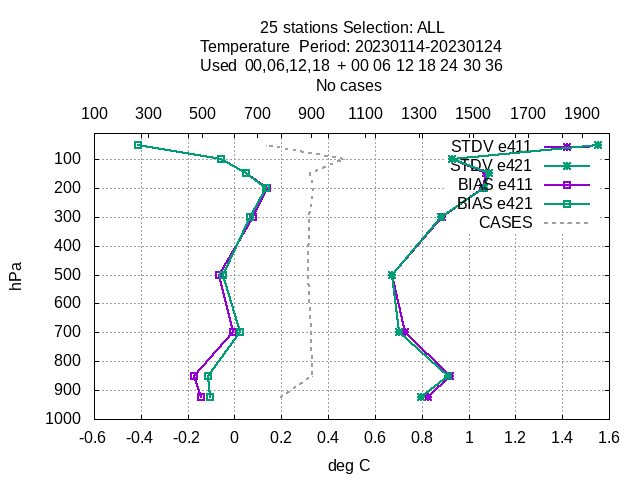 25 stations Selection: ALL
Temperature  Period: 20230114-20230124
Used  00,06,12,18  + 00 06 12 18 24 30 36
No cases
100 300 500 700 900 1100 1300 1500 1700 1900
STDV e411
STDV e421
BIAS e411
BIAS e421
CASES
100
200
300
400
500
600
700
800
900
1000
hPa
-0.6 -0.4 -0.2 0 0.2 0.4 0.6 0.8 1 1.2 1.4 1.6
deg C